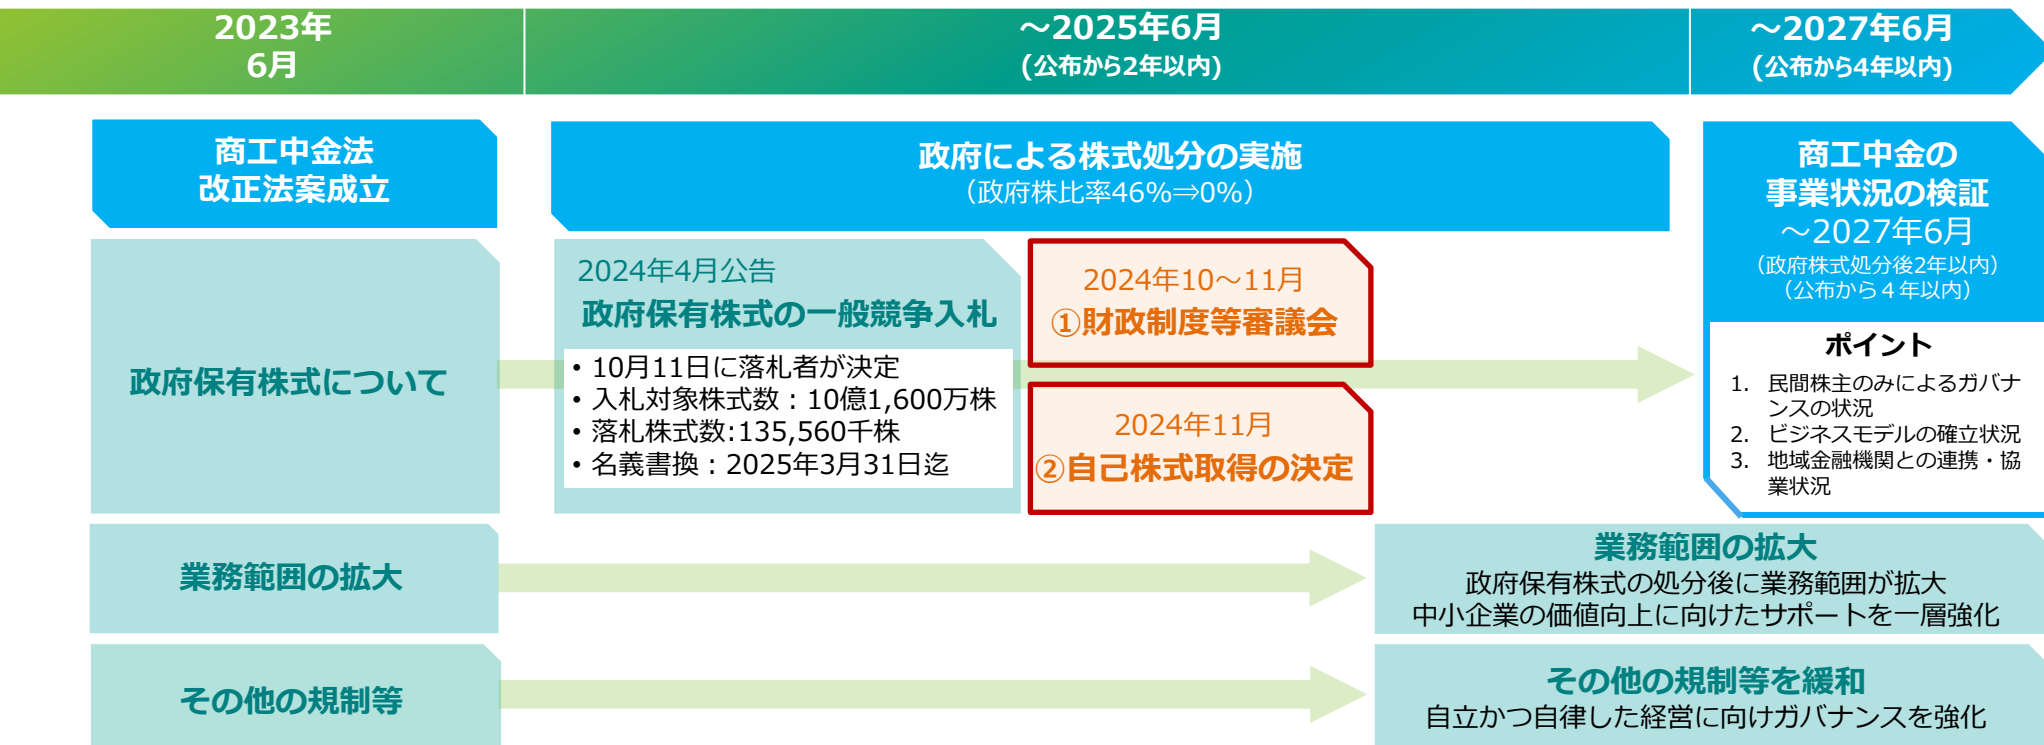 2023年
6月
～2025年6月
(公布から2年以内)
～2027年6月
(公布から4年以内)
商工中金法
改正法案成立
政府による株式処分の実施
（政府株比率46%⇒0%）
商工中金の
事業状況の検証
～2027年6月
（政府株式処分後2年以内）
（公布から４年以内）
ポイント
1. 民間株主のみによるガバナ
ンスの状況
2. ビジネスモデルの確立状況
3. 地域金融機関との連携・協
業状況
政府保有株式について
2024年4月公告
政府保有株式の一般競争入札
• 10月11日に落札者が決定
• 入札対象株式数：10億1,600万株
• 落札株式数:135,560千株
• 名義書換：2025年3月31日迄
2024年10～11月
①財政制度等審議会
2024年11月
②自己株式取得の決定
業務範囲の拡大
業務範囲の拡大
政府保有株式の処分後に業務範囲が拡大
中小企業の価値向上に向けたサポートを一層強化
その他の規制等
その他の規制等を緩和
自立かつ自律した経営に向けガバナンスを強化